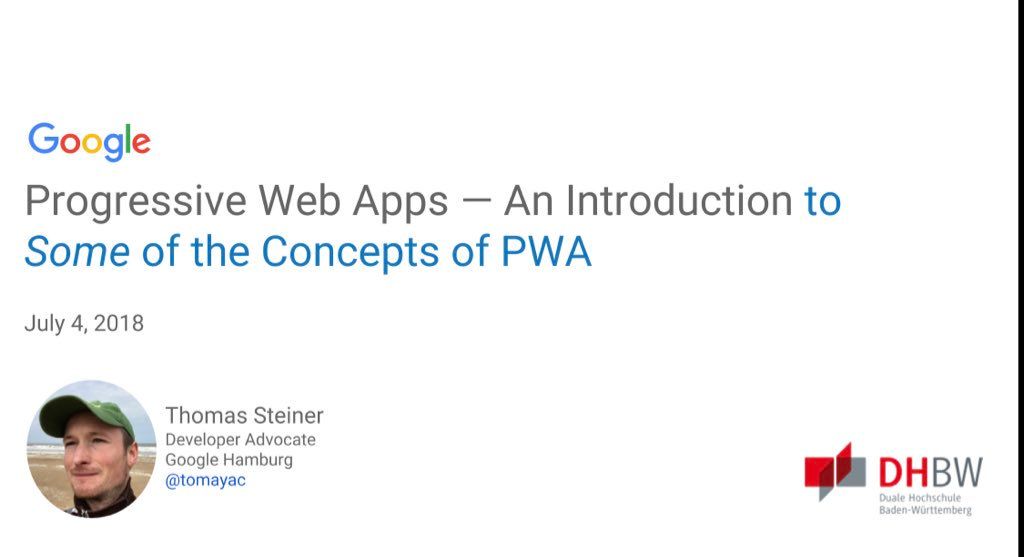 Google
Progressive Web Apps — An Introduction to
Some of the Concepts of PWA
July 4, 2018
Thomas Steiner
Developer Advocate
Google Hamburg
@tomayac
DHBW
Duale Hochschule
Baden-Württemberg